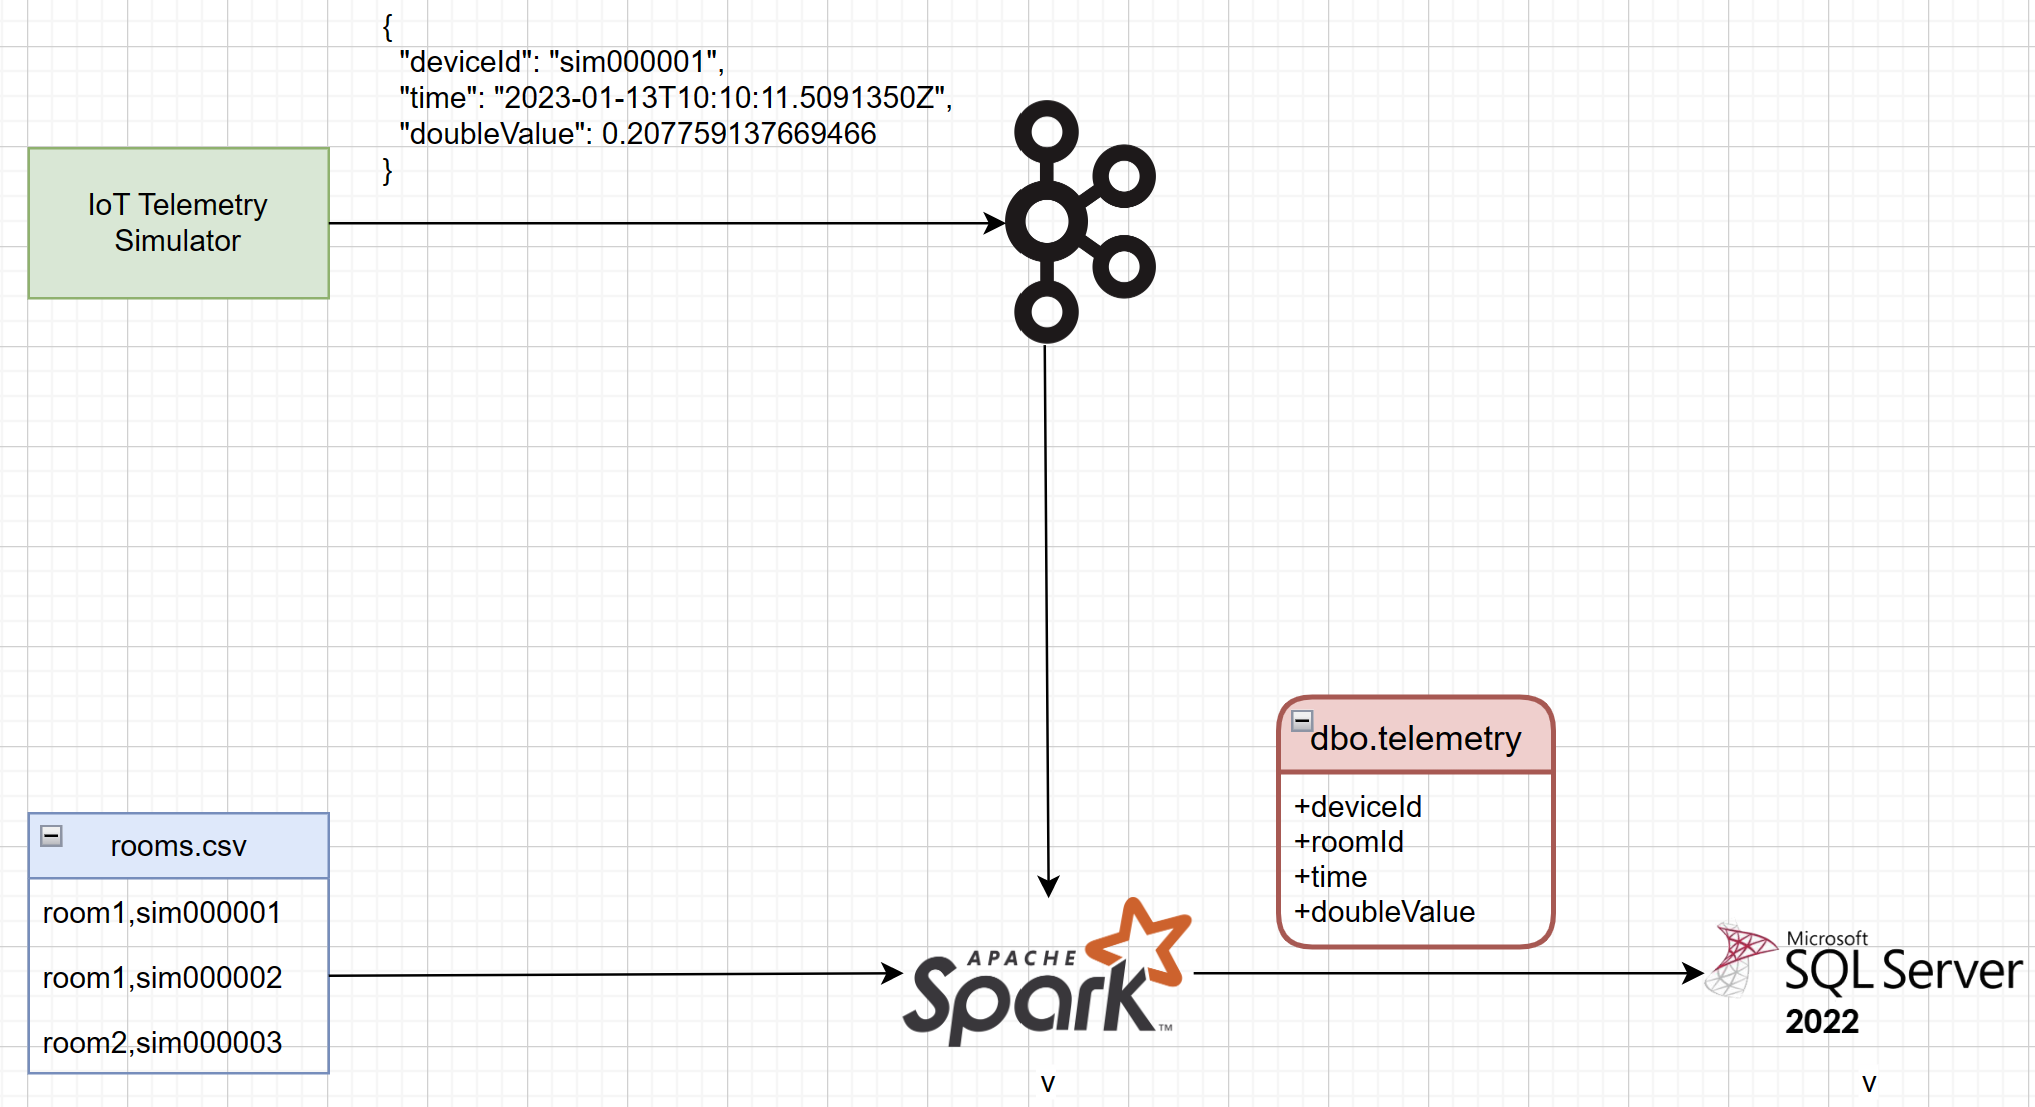 {
"deviceId": "sim000001",
"time": "2023-01-13T10:10:11.5091350Z",
"doubleValue": 0.207759137669466
}
IoT Telemetry
Simulator
dbo.telemetry
+deviceId
+roomId
+time
+doubleValue
rooms.csv
room1,sim000001
room1,sim000002
room2,sim000003
APACHE
Spark™
Microsoft
SQL Server
2022
v
v